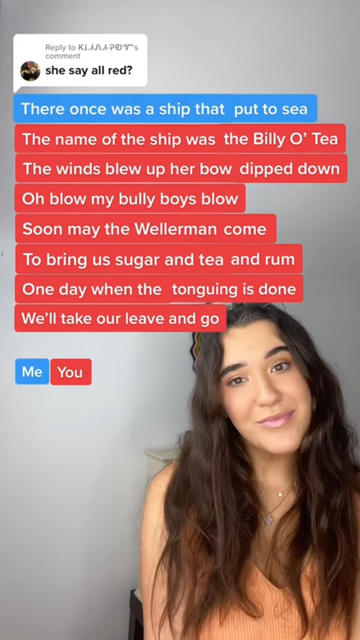 Reply to 's
comment
she say all red?
There once was a ship that put to sea
The name of the ship was the Billy O' Tea
The winds blew up her bow dipped down
Oh blow my bully boys blow
Soon may the Wellerman come
To bring us sugar and tea and rum
One day when the tonguing is done
We'll take our leave and go
Me You